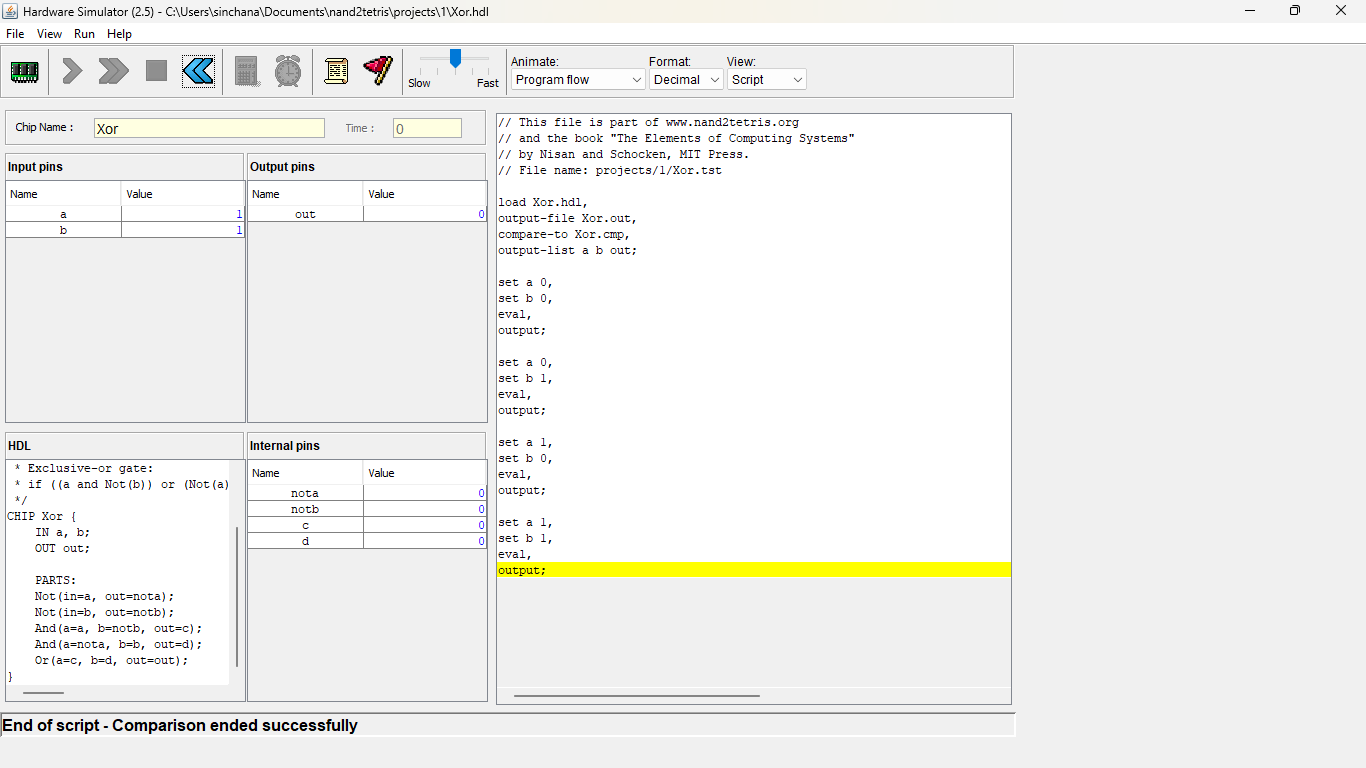 Hardware Simulator (2.5) - C:\Users\sinchana\Documents\nand2tetris\projects\1\Xor.hdl
File View Run Help
Slow Fast
Animate: Format: View:
Program flow Decimal Script
Chip Name : Xor Time : 0
Input pins
Name Value
a 1
b 1
Output pins
Name Value
out 0
HDL
* Exclusive-or gate:
* if ((a and Not(b)) or (Not(a)
*/
CHIP Xor {
IN a, b;
OUT out;
PARTS:
Not(in=a, out=nota);
Not(in=b, out=notb);
And(a=a, b=notb, out=c);
And(a=nota, b=b, out=d);
Or(a=c, b=d, out=out);
}
Internal pins
Name Value
nota 0
notb 0
c 0
d 0
// This file is part of www.nand2tetris.org
// and the book "The Elements of Computing Systems"
// by Nisan and Schocken, MIT Press.
// File name: projects/1/Xor.tst
load Xor.hdl,
output-file Xor.out,
compare-to Xor.cmp,
output-list a b out;
set a 0,
set b 0,
eval,
output;
set a 0,
set b 1,
eval,
output;
set a 1,
set b 0,
eval,
output;
set a 1,
set b 1,
eval,
output;
End of script - Comparison ended successfully